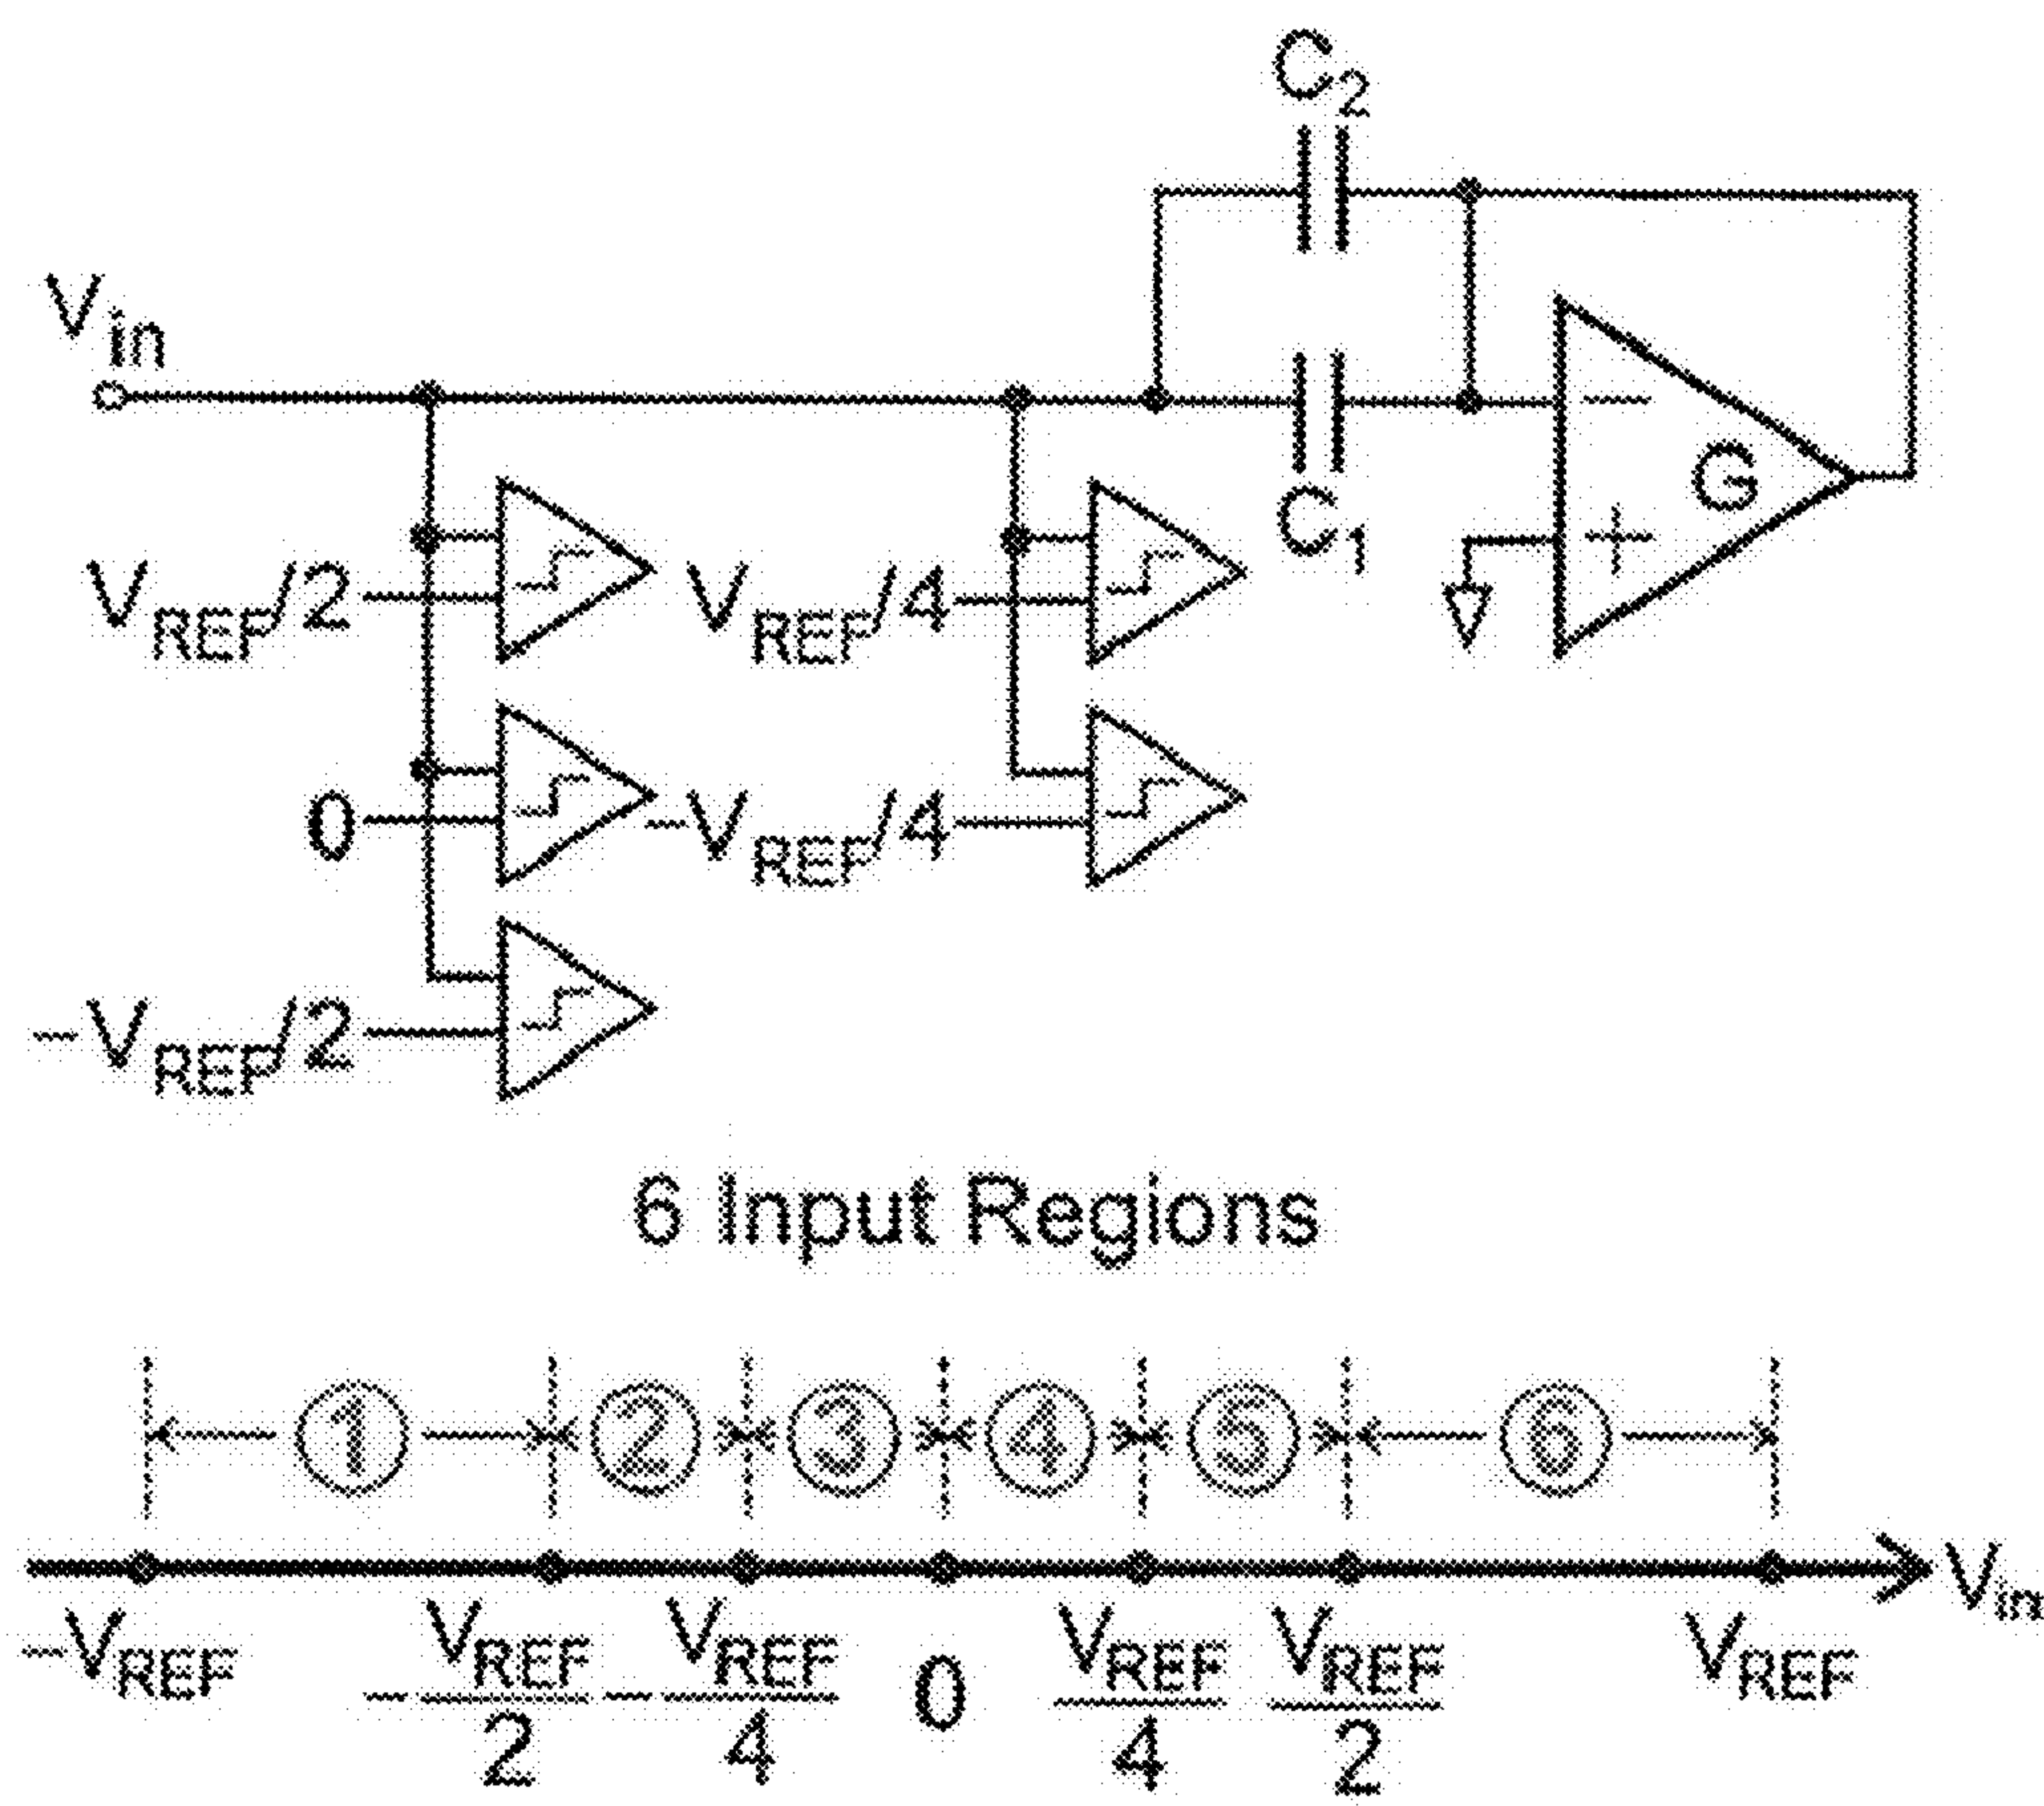 C2
Vin
− G
C1
+
VREF/2 VREF/4
0 −VREF/4
−VREF/2
6 Input Regions
① ② ③ ④ ⑤ ⑥
−VREF −VREF/2 −VREF/4 0 VREF/4 VREF/2 VREF Vin